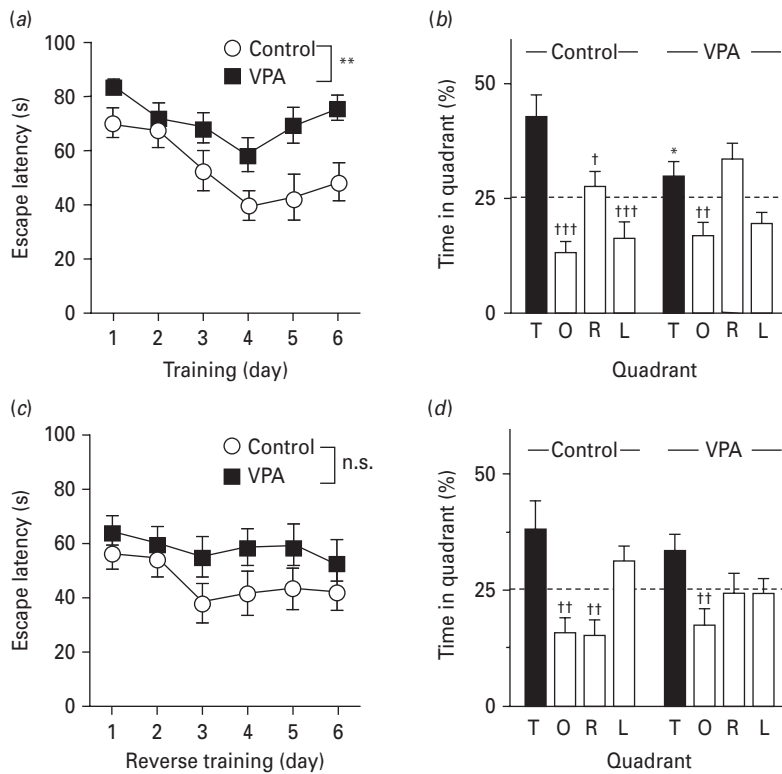 (a)
Control
VPA
**
100
80
60
40
20
0
Escape latency (s)
1 2 3 4 5 6
Training (day)
(b)
Control VPA
50
25
0
Time in quadrant (%)
†††
†
†††
*
††
T O R L T O R L
Quadrant
(c)
Control
VPA
n.s.
100
80
60
40
20
0
Escape latency (s)
1 2 3 4 5 6
Reverse training (day)
(d)
Control VPA
50
25
0
Time in quadrant (%)
††
††
††
T O R L T O R L
Quadrant